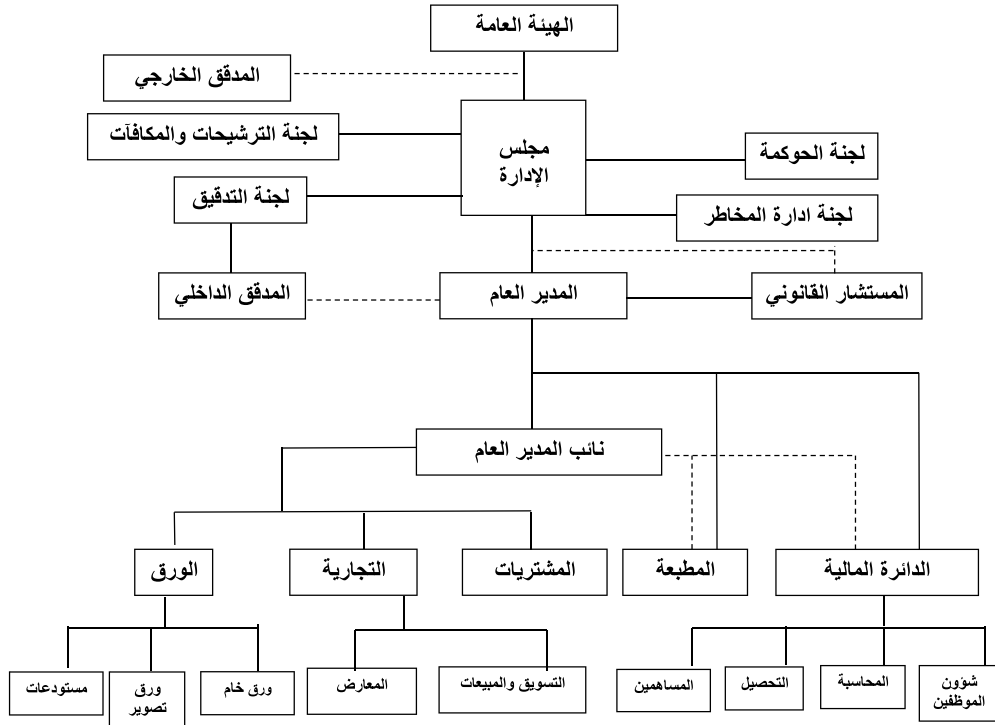 الهيئة العامة
المدقق الخارجي
لجنة الترشيحات والمكافآت
مجلس
الإدارة
لجنة الحوكمة
لجنة التدقيق
لجنة ادارة المخاطر
المدقق الداخلي
المدير العام
المستشار القانوني
نائب المدير العام
الورق
التجارية
المشتريات
المطبعة
الدائرة المالية
مستودعات
ورق
تصوير
ورق خام
المعارض
التسويق والمبيعات
المساهمين
التحصيل
المحاسبة
شؤون
الموظفين